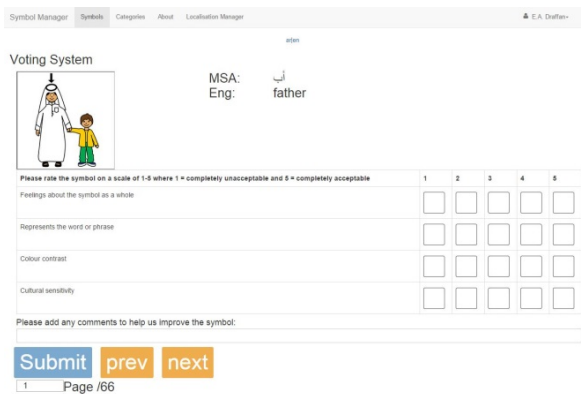 Symbol Manager Symbols Categories About Localisation Manager E.A. Draffan
Voting System
MSA: أب
Eng: father
Please rate the symbol on a scale of 1-5 where 1 = completely unacceptable and 5 = completely acceptable 1 2 3 4 5
Feelings about the symbol as a whole
Represents the word or phrase
Colour contrast
Cultural sensitivity
Please add any comments to help us improve the symbol:
Submit prev next
1 Page /66